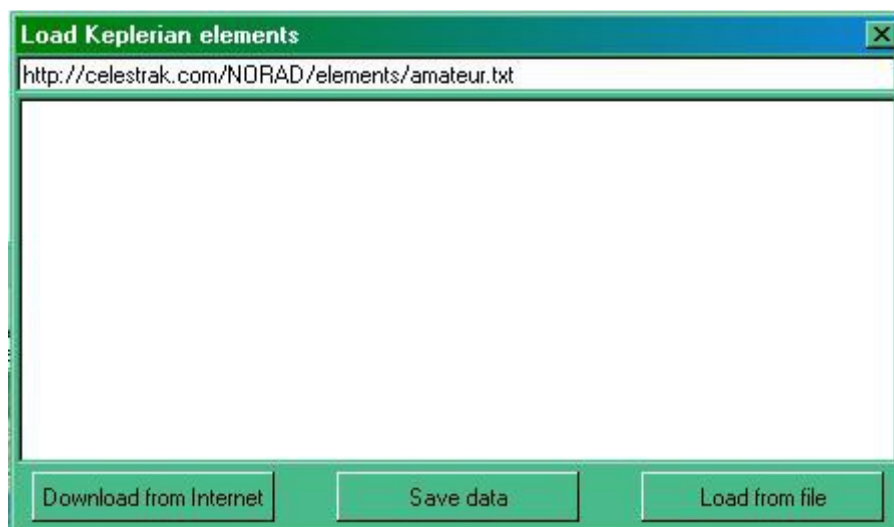 Load Keplerian elements
http://celestrak.com/NORAD/elements/amateur.txt
Download from Internet
Save data
Load from file